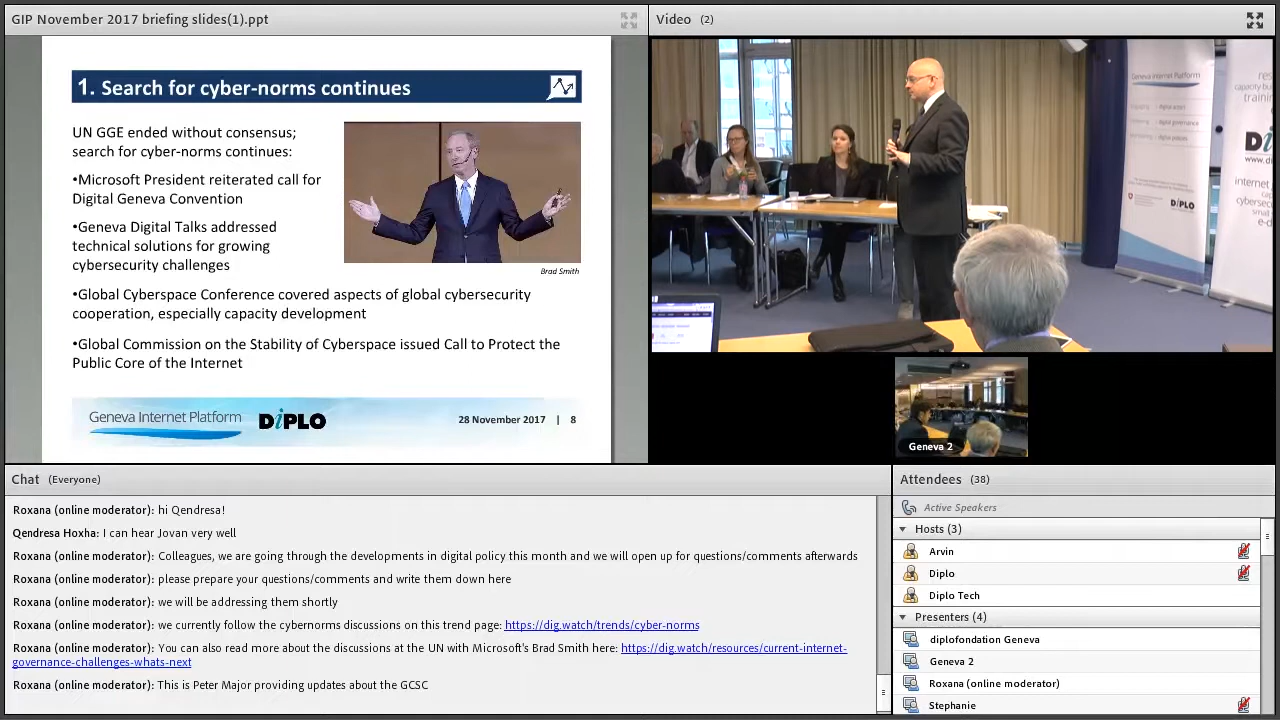 GIP November 2017 briefing slides(1).ppt
1. Search for cyber-norms continues
UN GGE ended without consensus;
search for cyber-norms continues:
•Microsoft President reiterated call for
Digital Geneva Convention
•Geneva Digital Talks addressed
technical solutions for growing
cybersecurity challenges
Brad Smith
•Global Cyberspace Conference covered aspects of global cybersecurity
cooperation, especially capacity development
•Global Commission on the Stability of Cyberspace issued Call to Protect the
Public Core of the Internet
Geneva Internet Platform DiPLO 28 November 2017 | 8
Video (2)
Geneva Internet Platform
DiPLO
Geneva 2
Chat (Everyone)
Roxana (online moderator): hi Qendresa!
Qendresa Hoxha: I can hear Jovan very well
Roxana (online moderator): Colleagues, we are going through the developments in digital policy this month and we will open up for questions/comments afterwards
Roxana (online moderator): please prepare your questions/comments and write them down here
Roxana (online moderator): we will be addressing them shortly
Roxana (online moderator): we currently follow the cybernorms discussions on this trend page: https://dig.watch/trends/cyber-norms
Roxana (online moderator): You can also read more about the discussions at the UN with Microsoft's Brad Smith here: https://dig.watch/resources/current-internet-
governance-challenges-whats-next
Roxana (online moderator): This is Peter Major providing updates about the GCSC
Attendees (38)
Active Speakers
Hosts (3)
Arvin
Diplo
Diplo Tech
Presenters (4)
diplofondation Geneva
Geneva 2
Roxana (online moderator)
Stephanie